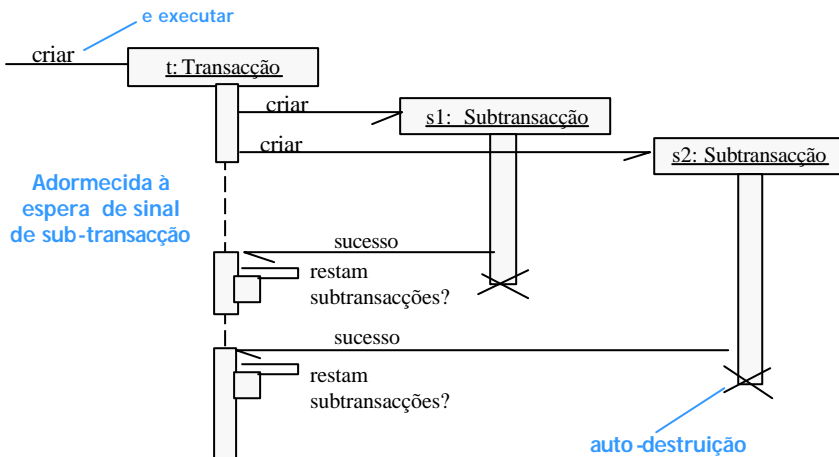 e executar
criar
t: Transacção
criar
s1: Subtransacção
criar
s2: Subtransacção
Adormecida à
espera de sinal
de sub-transacção
sucesso
restam
subtransacções?
sucesso
restam
subtransacções?
auto-destruição